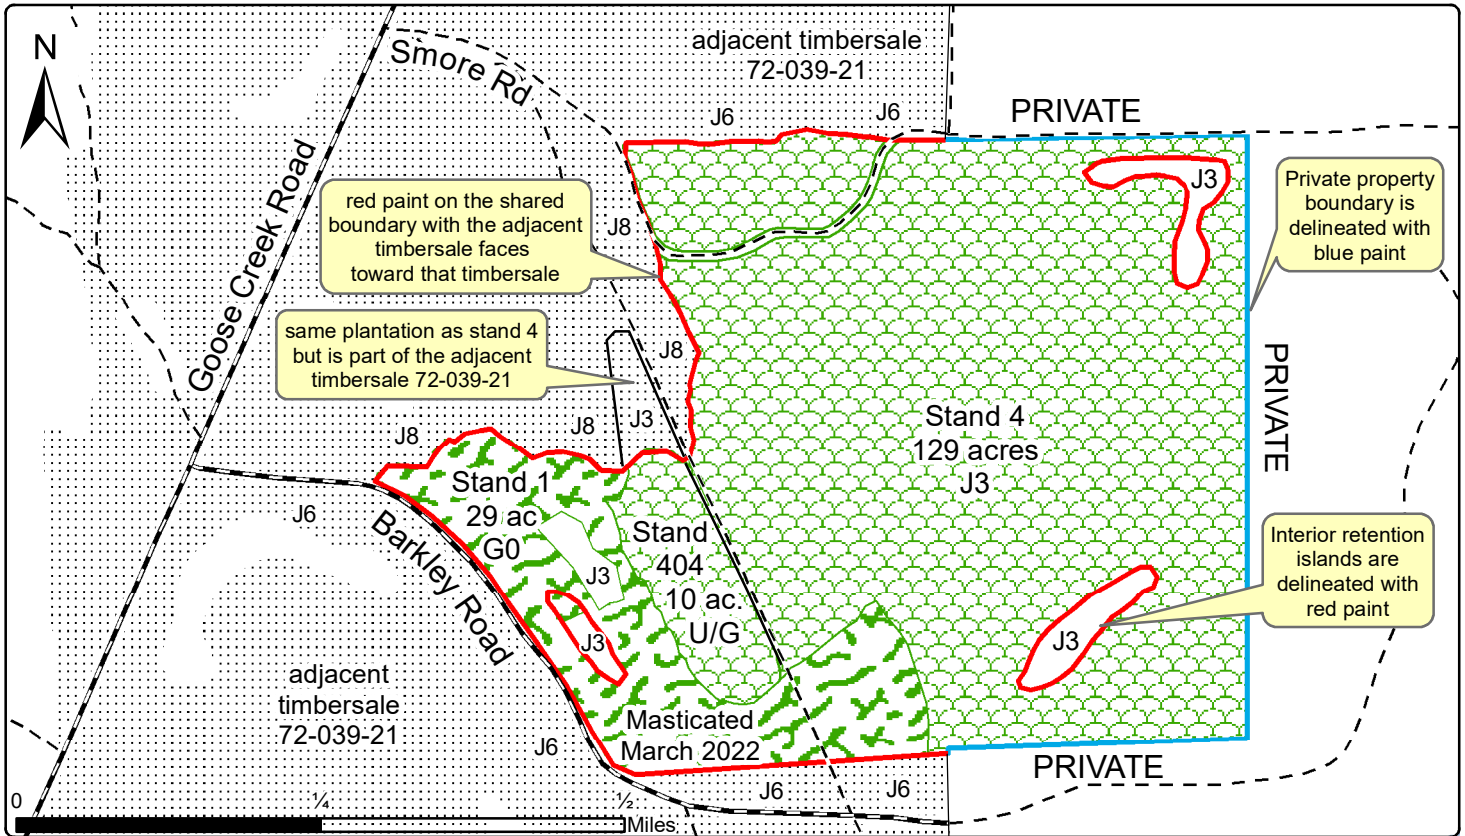 N
Smore Rd
adjacent timbersale
72-039-21
J6
J6
PRIVATE
Goose Creek Road
red paint on the shared
boundary with the adjacent
timbersale faces
toward that timbersale
J8
J3
Private property
boundary is
delineated with
blue paint
same plantation as stand 4
but is part of the adjacent
timbersale 72-039-21
J8
PRIVATE
J8
J8
J3
Stand 4
129 acres
J3
Stand 1
29 ac
G0
J6
Barkley Road
J3
Stand
404
10 ac.
U/G
Interior retention
islands are
delineated with
red paint
J3
J3
adjacent
timbersale
72-039-21
J6
Masticated
March 2022
PRIVATE
J6
J6
0
¼
½
Miles